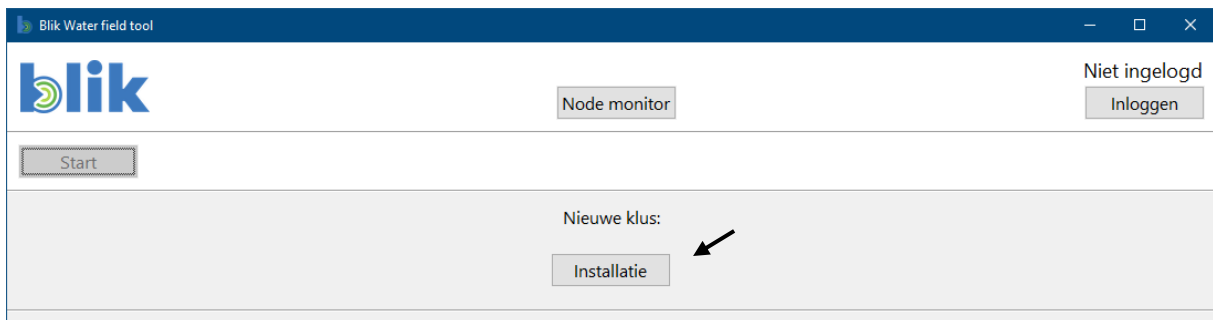 Blik Water field tool
blik
Niet ingelogd
Node monitor
Inloggen
Start
Nieuwe klus:
Installatie